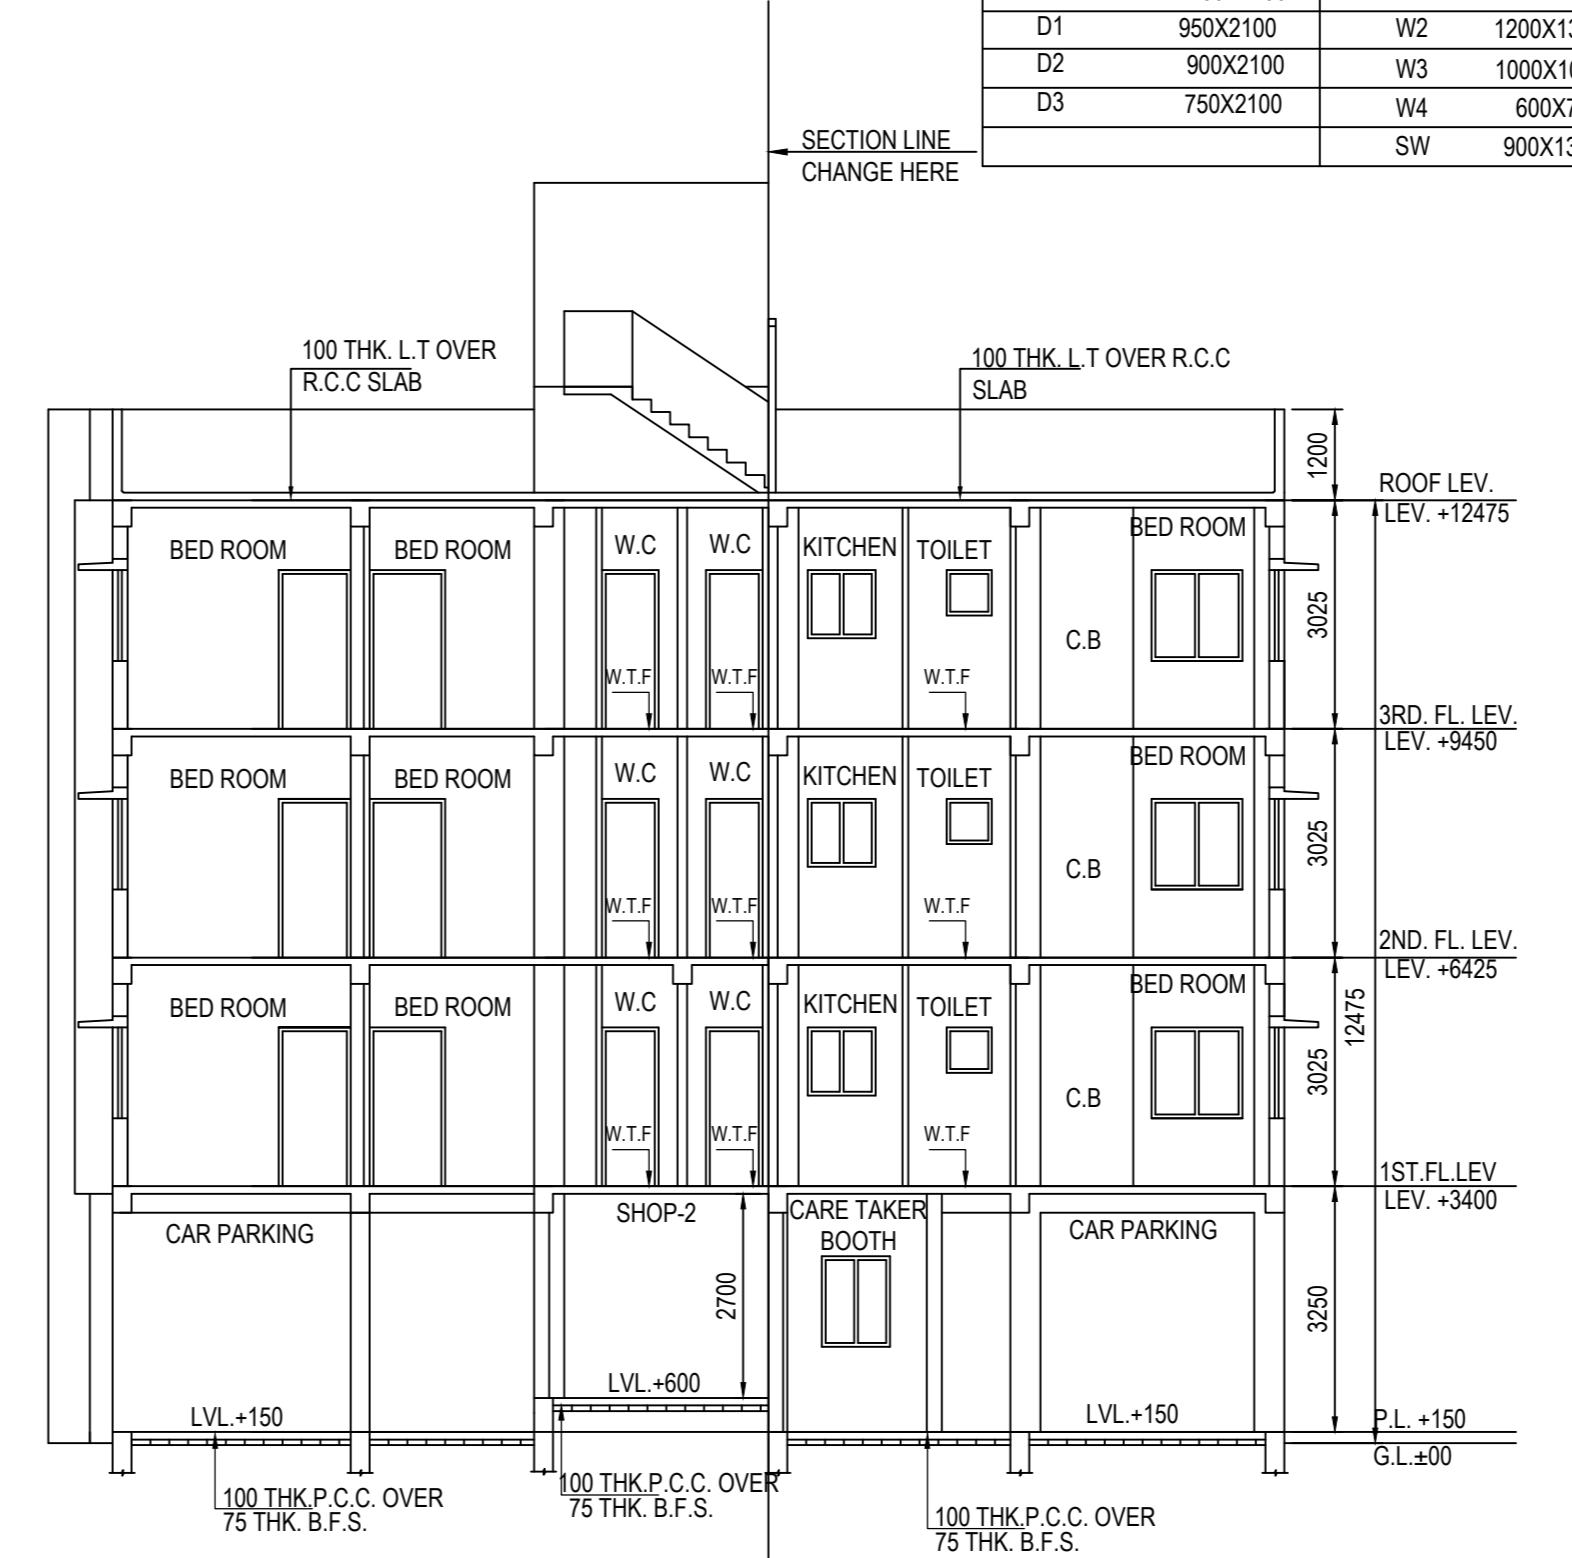 D1 950X2100 W2
D2 900X2100 W3
D3 750X2100 W4
SW
SECTION LINE
CHANGE HERE
100 THK. L.T OVER
R.C.C SLAB
100 THK. L.T OVER R.C.C
SLAB
1200
ROOF LEV.
LEV. +12475
BED ROOM BED ROOM W.C W.C KITCHEN TOILET BED ROOM
C.B
3025
W.T.F W.T.F W.T.F
3RD. FL. LEV.
LEV. +9450
BED ROOM BED ROOM W.C W.C KITCHEN TOILET BED ROOM
C.B
3025
W.T.F W.T.F W.T.F
2ND. FL. LEV.
LEV. +6425
BED ROOM BED ROOM W.C W.C KITCHEN TOILET BED ROOM
C.B
3025
12475
W.T.F W.T.F W.T.F
1ST.FL.LEV
LEV. +3400
CAR PARKING SHOP-2 CARE TAKER CAR PARKING
BOOTH
2700
3250
LVL.+600
LVL.+150 LVL.+150 P.L. +150
G.L.±00
100 THK.P.C.C. OVER
75 THK. B.F.S.
100 THK.P.C.C. OVER
75 THK. B.F.S.
100 THK.P.C.C. OVER
75 THK. B.F.S.